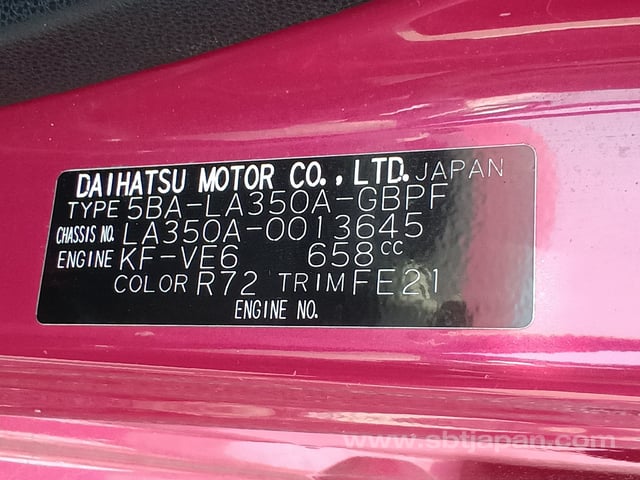 DAIHATSU MOTOR CO., LTD. JAPAN
TYPE 5BA-LA350A-GBPF
CHASSIS NO. LA350A-0013645
ENGINE KF-VE6 658cc
COLOR R72 TRIM FE21
ENGINE NO.
www.sbtjapan.com